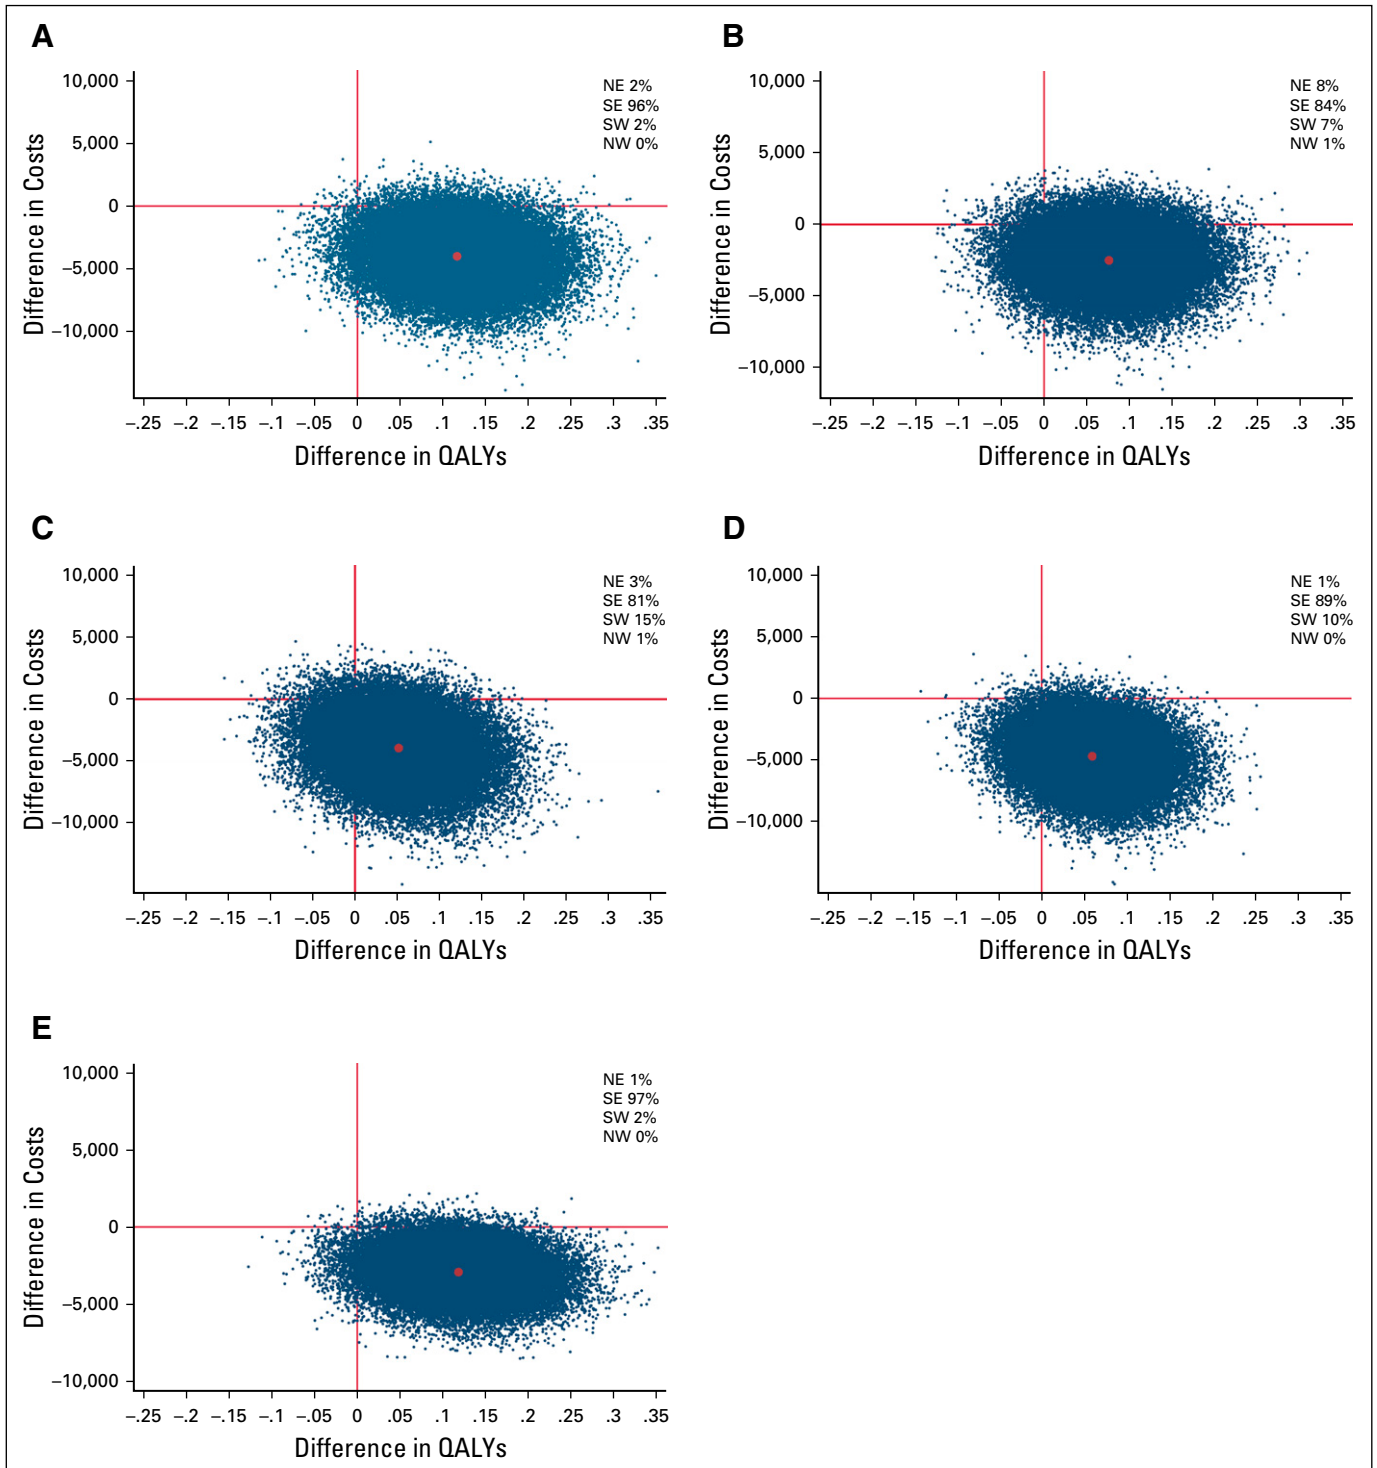 A
10,000
5,000
0
−5,000
−10,000
Difference in Costs
NE 2%
SE 96%
SW 2%
NW 0%
−.25 −.2 −.15 −.1 −.05 0 .05 .1 .15 .2 .25 .3 .35
Difference in QALYs
B
10,000
5,000
0
−5,000
−10,000
Difference in Costs
NE 8%
SE 84%
SW 7%
NW 1%
−.25 −.2 −.15 −.1 −.05 0 .05 .1 .15 .2 .25 .3 .35
Difference in QALYs
C
10,000
5,000
0
−5,000
−10,000
Difference in Costs
NE 3%
SE 81%
SW 15%
NW 1%
−.25 −.2 −.15 −.1 −.05 0 .05 .1 .15 .2 .25 .3 .35
Difference in QALYs
D
10,000
5,000
0
−5,000
−10,000
Difference in Costs
NE 1%
SE 89%
SW 10%
NW 0%
−.25 −.2 −.15 −.1 −.05 0 .05 .1 .15 .2 .25 .3 .35
Difference in QALYs
E
10,000
5,000
0
−5,000
−10,000
Difference in Costs
NE 1%
SE 97%
SW 2%
NW 0%
−.25 −.2 −.15 −.1 −.05 0 .05 .1 .15 .2 .25 .3 .35
Difference in QALYs